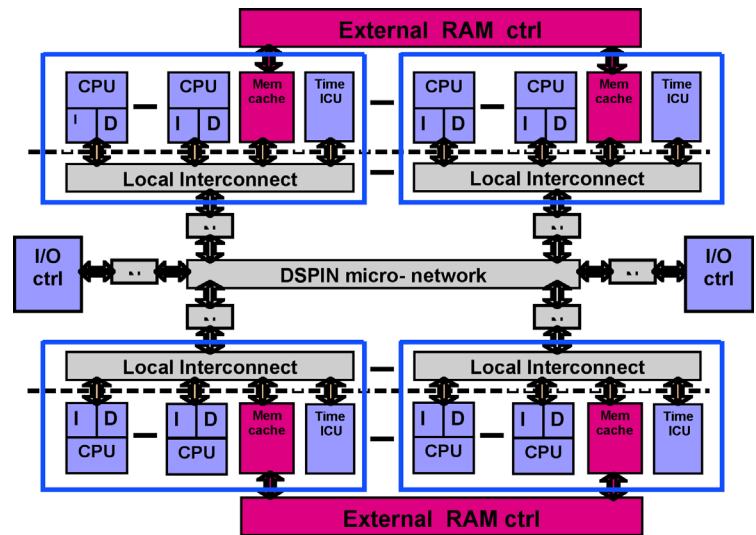 External RAM ctrl
CPU CPU Mem cache Time ICU CPU CPU Mem cache Time ICU
I D I D I D I D
Local Interconnect Local Interconnect
I/O ctrl DSPIN micro- network I/O ctrl
Local Interconnect Local Interconnect
I D I D Mem cache Time ICU I D I D Mem cache Time ICU
CPU CPU CPU CPU
External RAM ctrl